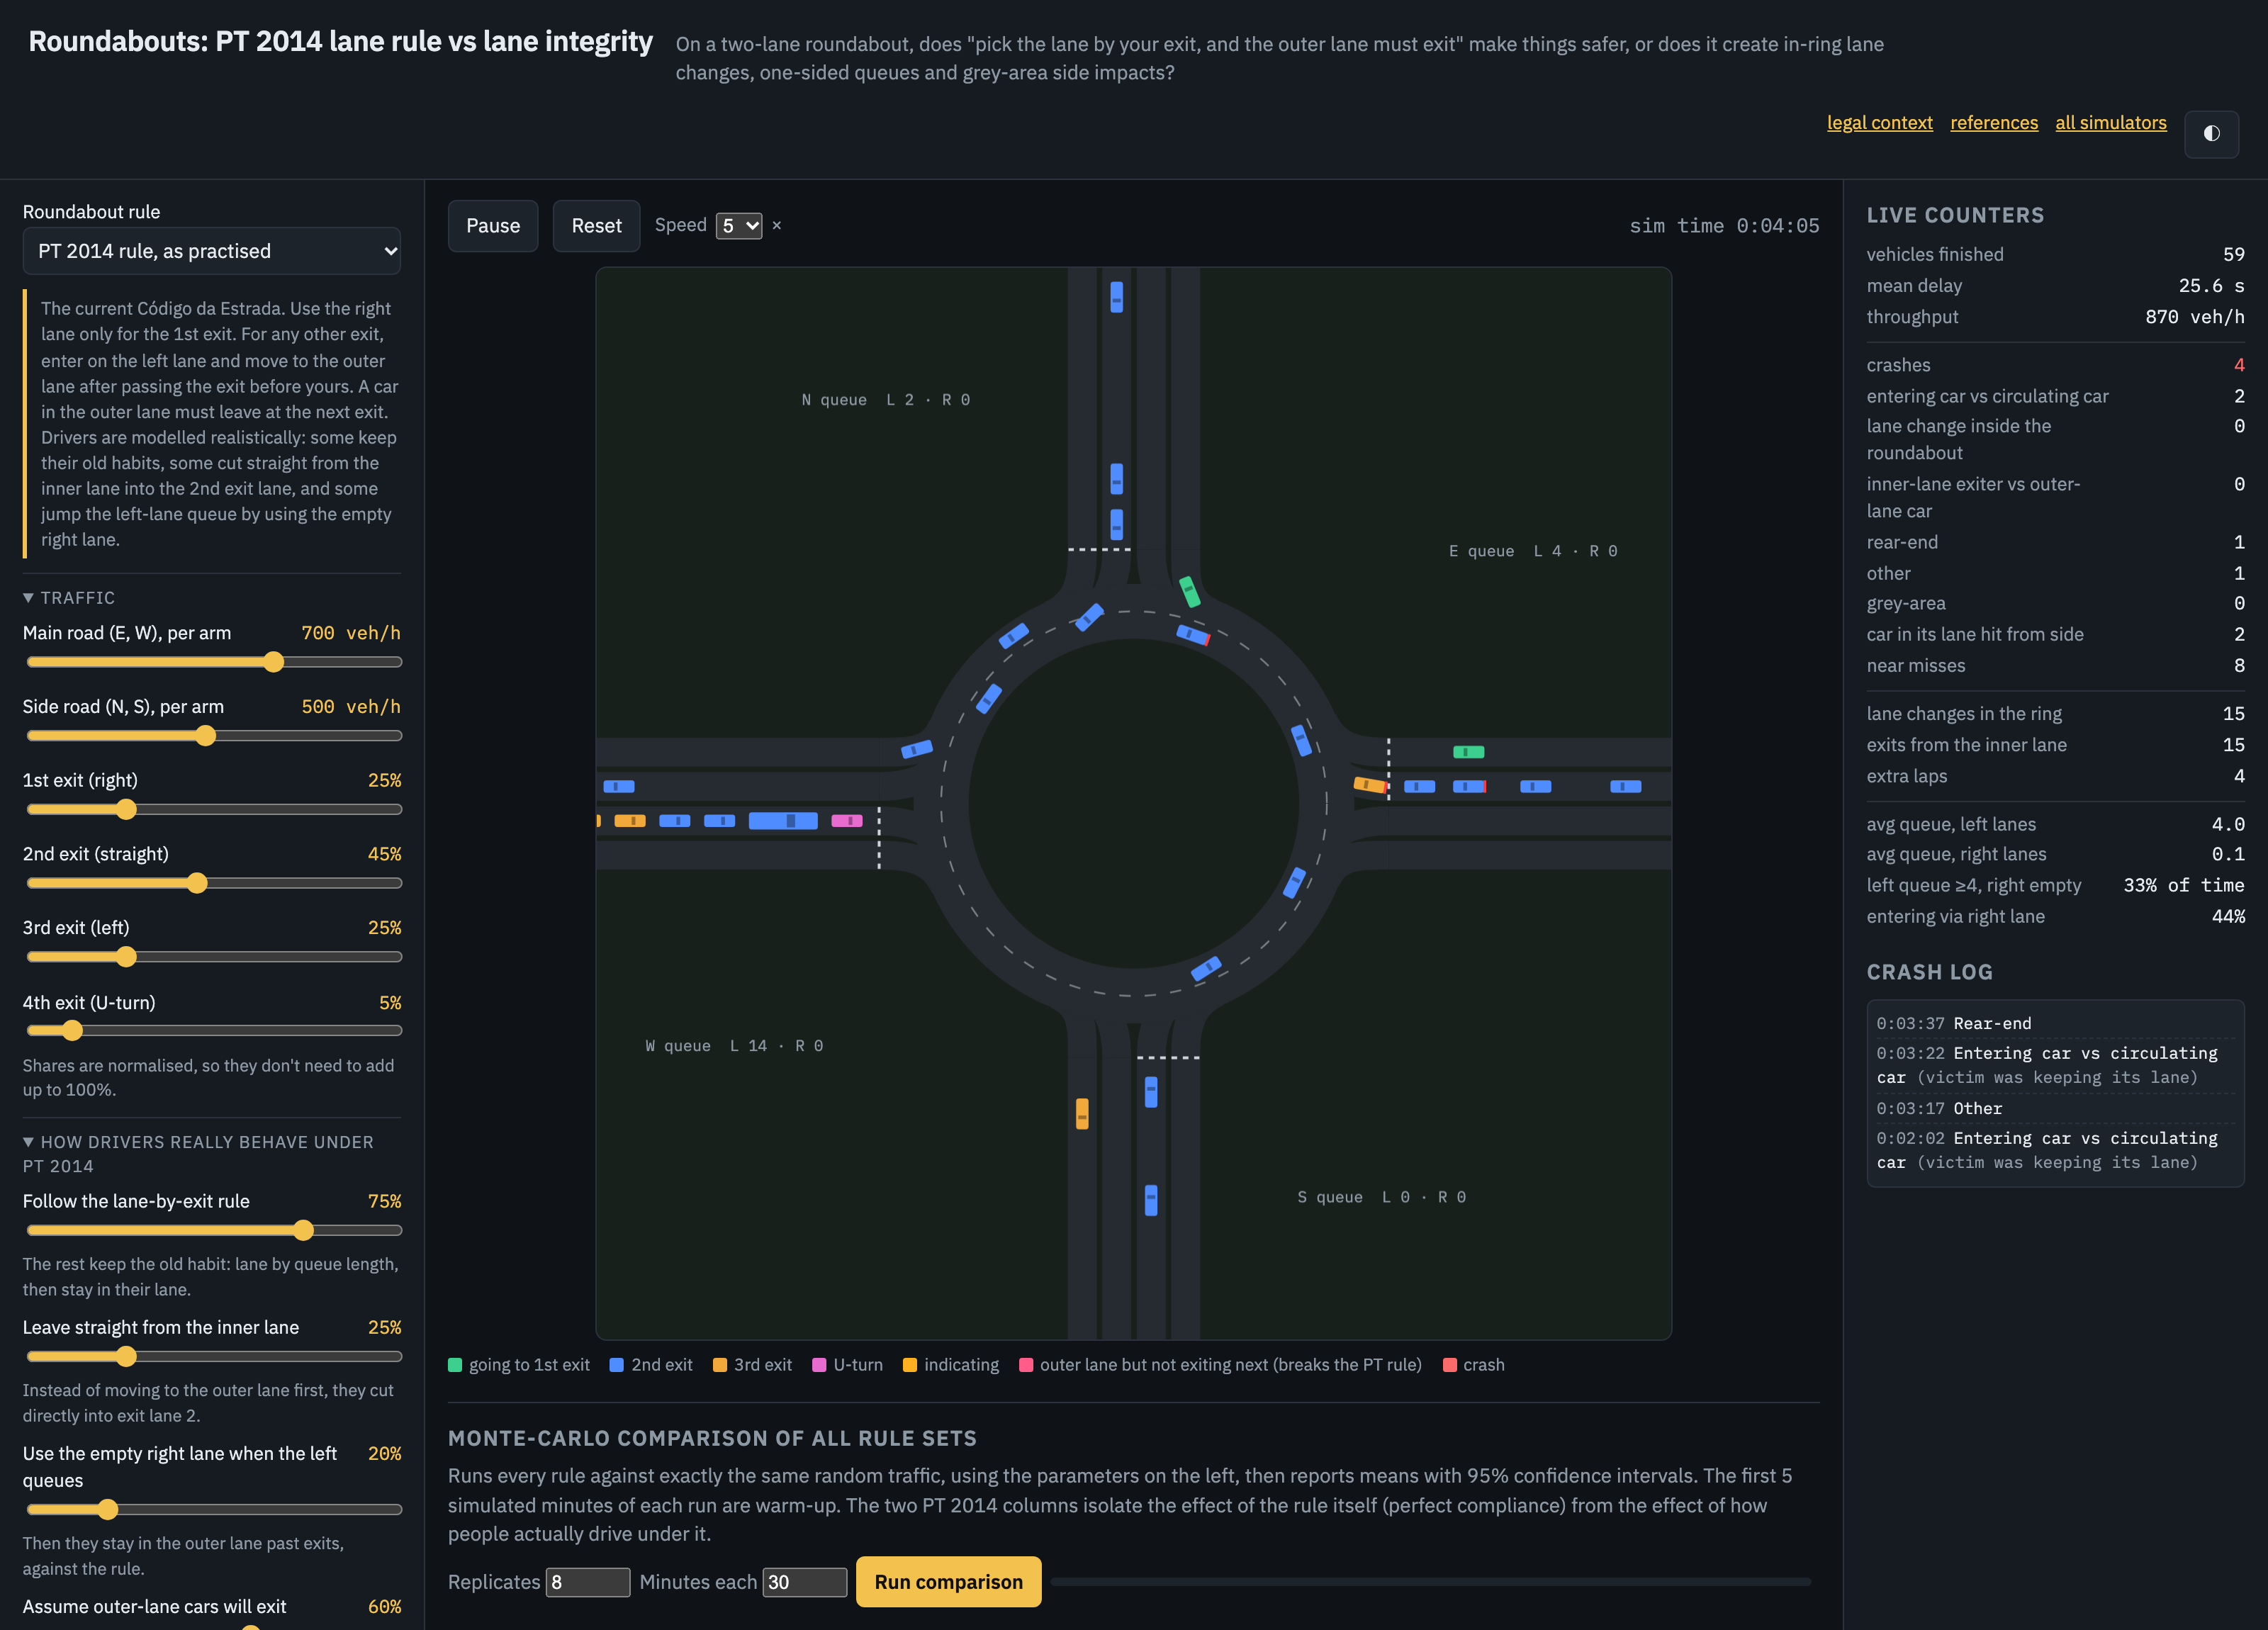 Roundabouts: PT 2014 lane rule vs lane integrity
On a two-lane roundabout, does "pick the lane by your exit, and the outer lane must exit" make things safer, or does it create in-ring lane
changes, one-sided queues and grey-area side impacts?
legal context references all simulators
Roundabout rule
PT 2014 rule, as practised
The current Código da Estrada. Use the right
lane only for the 1st exit. For any other exit,
enter on the left lane and move to the outer
lane after passing the exit before yours. A car
in the outer lane must leave at the next exit.
Drivers are modelled realistically: some keep
their old habits, some cut straight from the
inner lane into the 2nd exit lane, and some
jump the left-lane queue by using the empty
right lane.
▼ TRAFFIC
Main road (E, W), per arm 700 veh/h
Side road (N, S), per arm 500 veh/h
1st exit (right) 25%
2nd exit (straight) 45%
3rd exit (left) 25%
4th exit (U-turn) 5%
Shares are normalised, so they don't need to add
up to 100%.
▼ HOW DRIVERS REALLY BEHAVE UNDER
PT 2014
Follow the lane-by-exit rule 75%
The rest keep the old habit: lane by queue length,
then stay in their lane.
Leave straight from the inner lane 25%
Instead of moving to the outer lane first, they cut
directly into exit lane 2.
Use the empty right lane when the left 20%
queues
Then they stay in the outer lane past exits,
against the rule.
Assume outer-lane cars will exit 60%
Pause Reset Speed 5 × sim time 0:04:05
N queue L 2 · R 0
E queue L 4 · R 0
W queue L 14 · R 0
S queue L 0 · R 0
going to 1st exit 2nd exit 3rd exit U-turn indicating outer lane but not exiting next (breaks the PT rule) crash
MONTE-CARLO COMPARISON OF ALL RULE SETS
Runs every rule against exactly the same random traffic, using the parameters on the left, then reports means with 95% confidence intervals. The first 5
simulated minutes of each run are warm-up. The two PT 2014 columns isolate the effect of the rule itself (perfect compliance) from the effect of how
people actually drive under it.
Replicates 8 Minutes each 30 Run comparison
LIVE COUNTERS
vehicles finished 59
mean delay 25.6 s
throughput 870 veh/h
crashes 4
entering car vs circulating car 2
lane change inside the 0
roundabout
inner-lane exiter vs outer- 0
lane car
rear-end 1
other 1
grey-area 0
car in its lane hit from side 2
near misses 8
lane changes in the ring 15
exits from the inner lane 15
extra laps 4
avg queue, left lanes 4.0
avg queue, right lanes 0.1
left queue ≥4, right empty 33% of time
entering via right lane 44%
CRASH LOG
0:03:37 Rear-end
0:03:22 Entering car vs circulating
car (victim was keeping its lane)
0:03:17 Other
0:02:02 Entering car vs circulating
car (victim was keeping its lane)